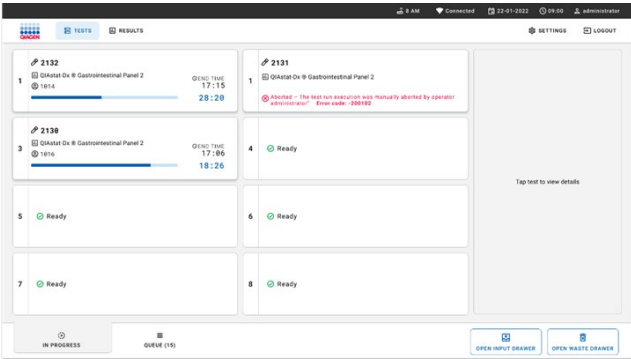 8 AM Connected 22-01-2022 09:00 administrator
QIAGEN TESTS RESULTS SETTINGS LOGOUT
1
2132
QIAstat-Dx ® Gastrointestinal Panel 2
1014
END TIME
17:15
28:20
1
2131
QIAstat-Dx ® Gastrointestinal Panel 2
Aborted - The test run execution was manually aborted by operator
administrator" Error code: -200102
3
2130
QIAstat-Dx ® Gastrointestinal Panel 2
1016
END TIME
17:06
18:26
4 Ready
Tap test to view details
5 Ready
6 Ready
7 Ready
8 Ready
IN PROGRESS
QUEUE (15)
OPEN INPUT DRAWER
OPEN WASTE DRAWER